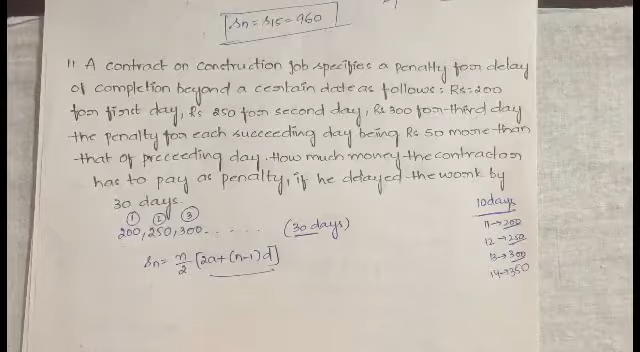 Sn = S15 = 960
11 A contract on construction job specifies a penalty for delay
of completion beyond a certain date as follows: Rs: 200
for first day, Rs 250 for second day, Rs 300 for third day
the penalty for each succeeding day being Rs 50 more than
that of preceeding day. How much money the contractor
has to pay as penalty, if he delayed the work by
30 days.
① ② ③
200, 250, 300 . . . . . . (30 days)
Sn = n/2 [2a+(n-1)d]
10 days
11 → 200
12 → 250
13 → 300
14 → 350